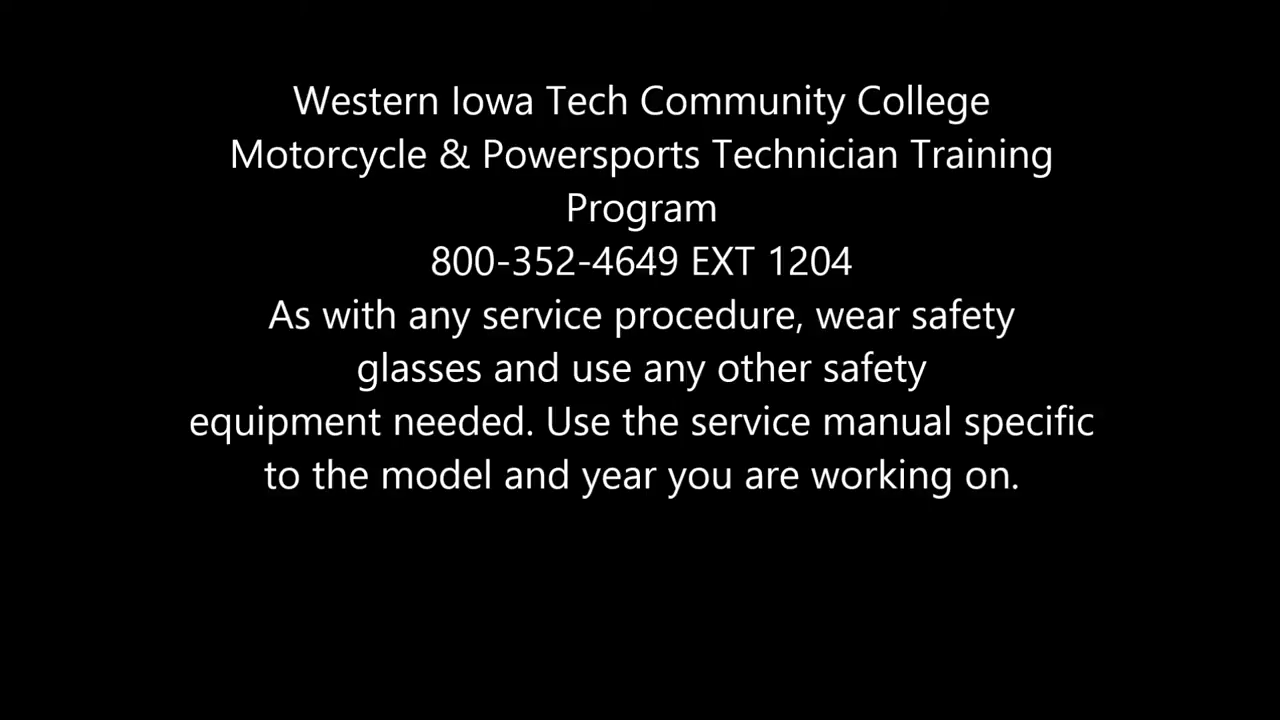 Western Iowa Tech Community College
Motorcycle & Powersports Technician Training
Program
800-352-4649 EXT 1204
As with any service procedure, wear safety
glasses and use any other safety
equipment needed. Use the service manual specific
to the model and year you are working on.